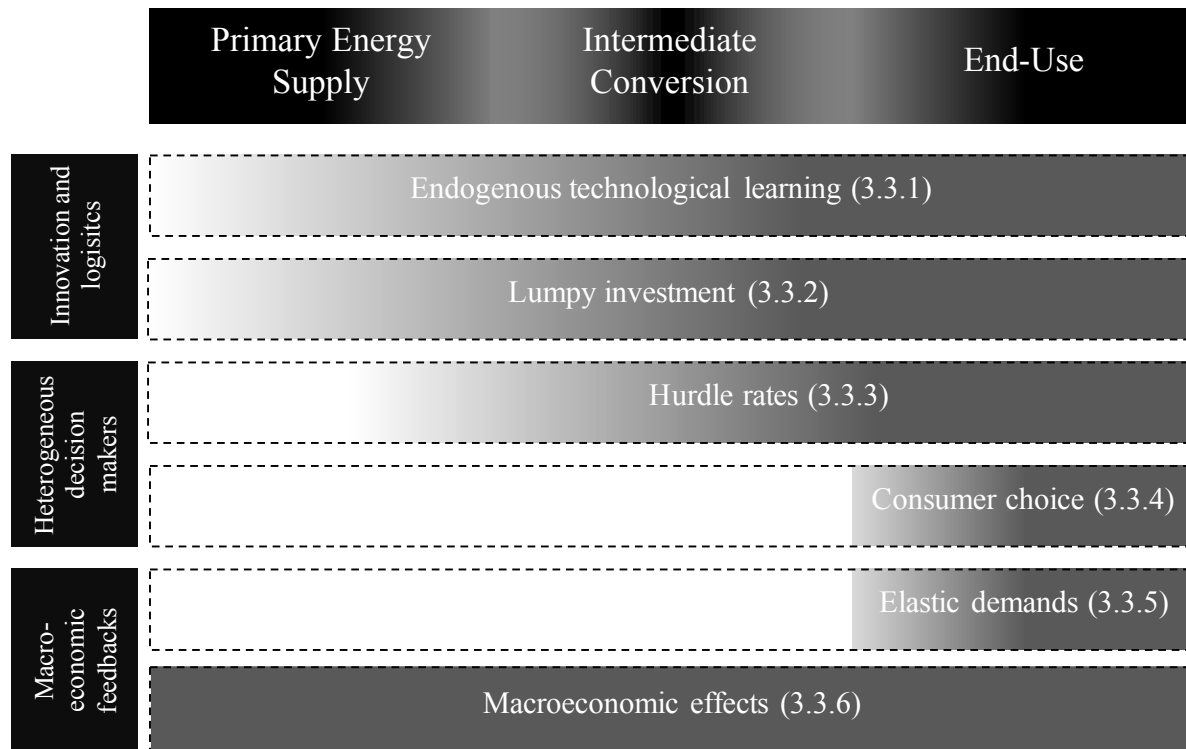 Primary Energy
Supply
Intermediate
Conversion
End-Use
Innovation and
logisitcs
Endogenous technological learning (3.3.1)
Lumpy investment (3.3.2)
Heterogeneous
decision
makers
Hurdle rates (3.3.3)
Consumer choice (3.3.4)
Macro-
economic
feedbacks
Elastic demands (3.3.5)
Macroeconomic effects (3.3.6)